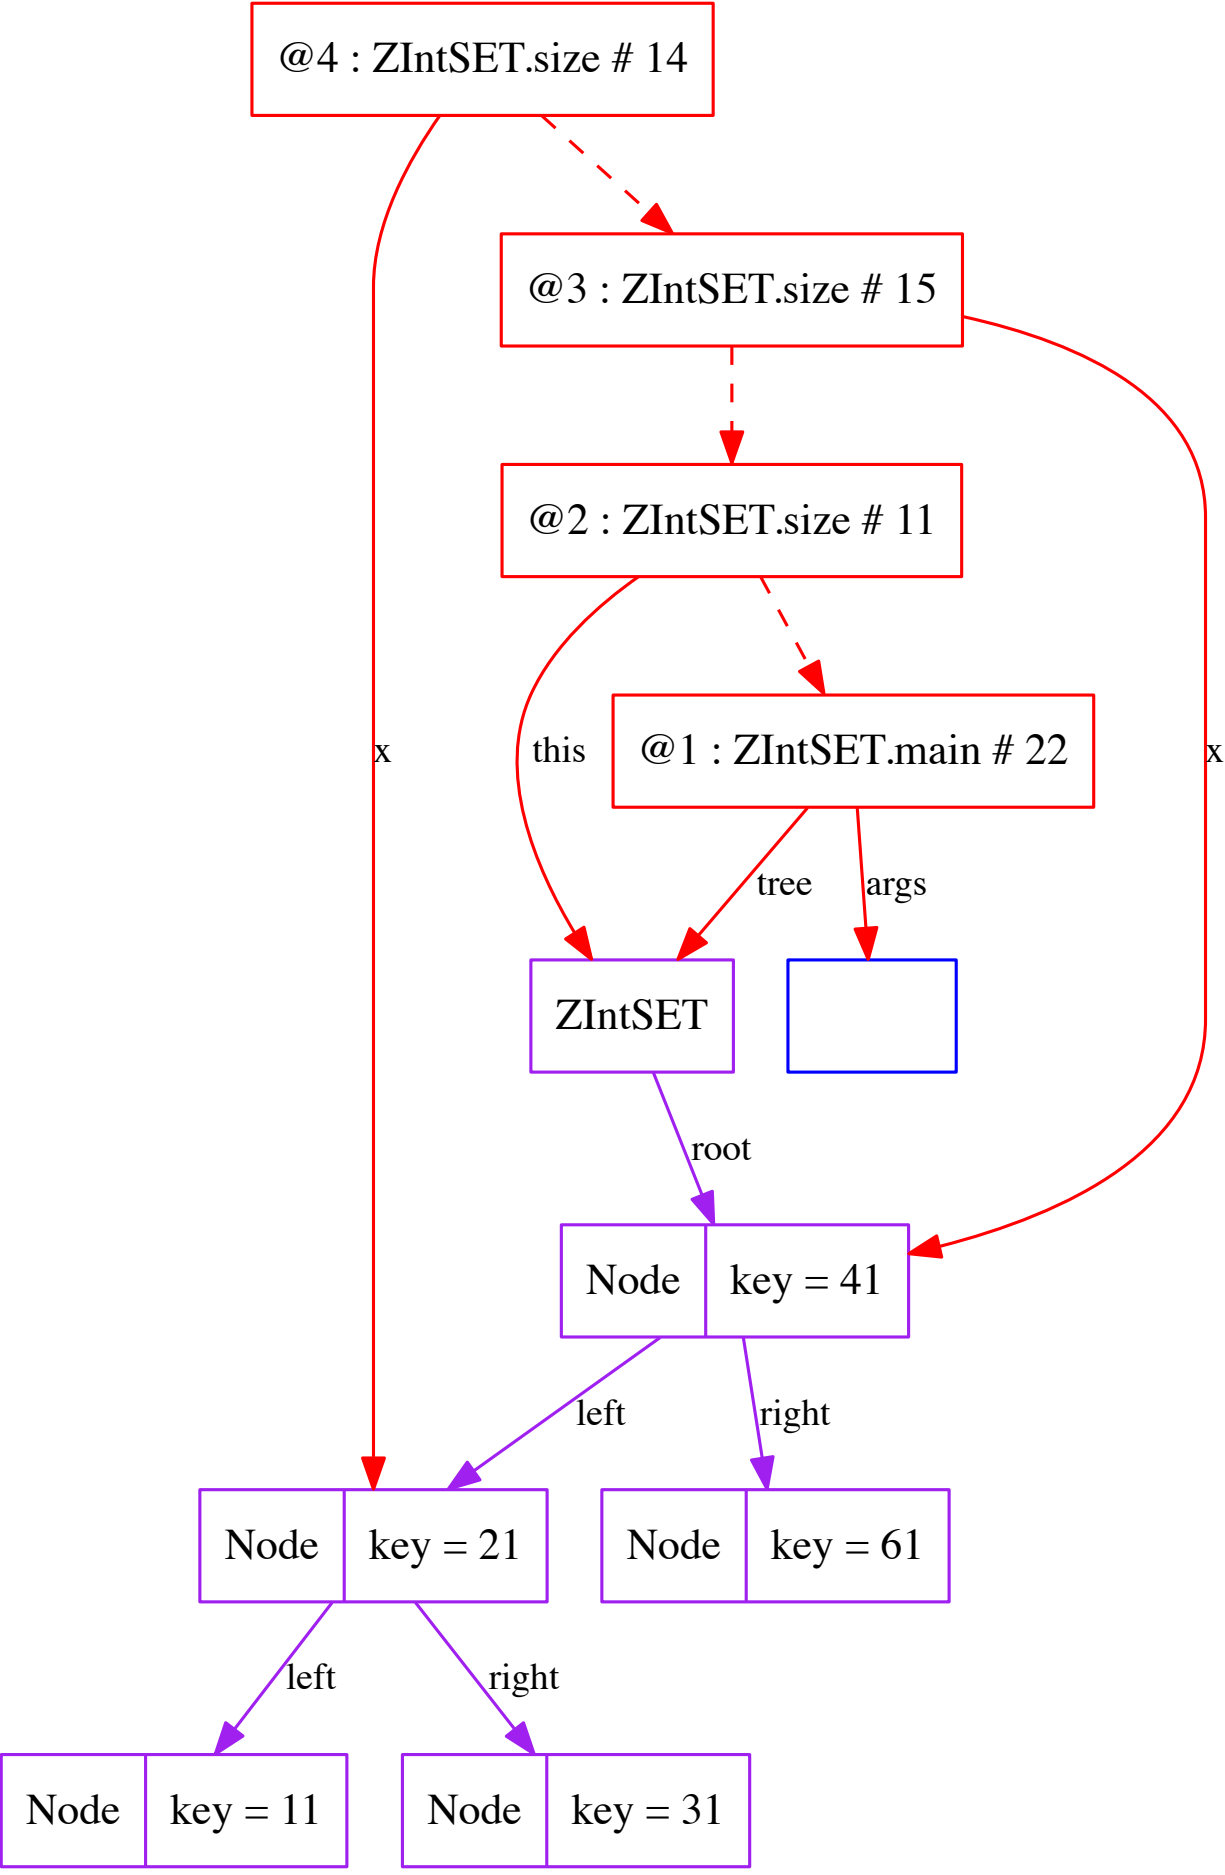 @4 : ZIntSET.size # 14
@3 : ZIntSET.size # 15
@2 : ZIntSET.size # 11
x
this
@1 : ZIntSET.main # 22
x
tree
args
ZIntSET
root
Node
key = 41
left
right
Node
key = 21
Node
key = 61
left
right
Node
key = 11
Node
key = 31